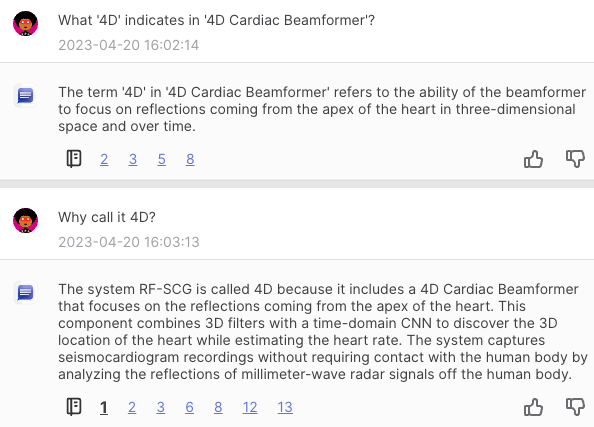 What '4D' indicates in '4D Cardiac Beamformer'?
2023-04-20 16:02:14
The term '4D' in '4D Cardiac Beamformer' refers to the ability of the beamformer
to focus on reflections coming from the apex of the heart in three-dimensional
space and over time.
2 3 5 8
Why call it 4D?
2023-04-20 16:03:13
The system RF-SCG is called 4D because it includes a 4D Cardiac Beamformer
that focuses on the reflections coming from the apex of the heart. This
component combines 3D filters with a time-domain CNN to discover the 3D
location of the heart while estimating the heart rate. The system captures
seismocardiogram recordings without requiring contact with the human body by
analyzing the reflections of millimeter-wave radar signals off the human body.
1 2 3 6 8 12 13